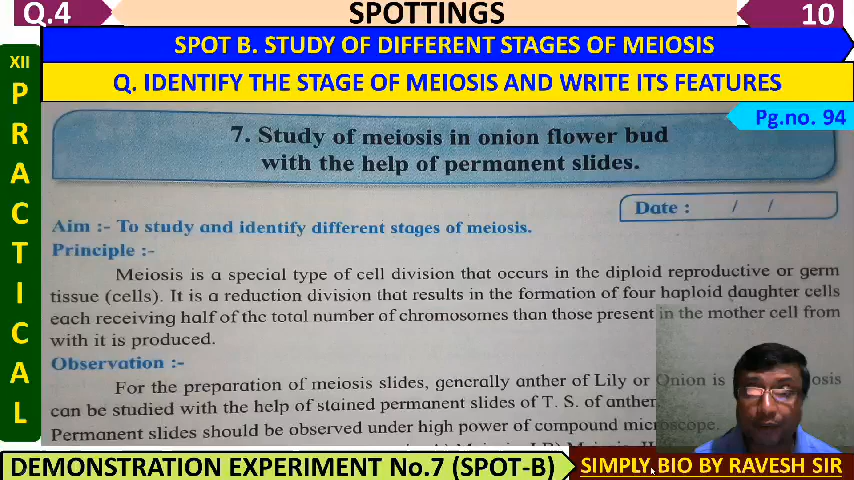 Q.4
SPOTTINGS
10
SPOT B. STUDY OF DIFFERENT STAGES OF MEIOSIS
Q. IDENTIFY THE STAGE OF MEIOSIS AND WRITE ITS FEATURES
XII
PRACTICAL
Pg.no. 94
7. Study of meiosis in onion flower bud
with the help of permanent slides.
Date : / /
Aim :- To study and identify different stages of meiosis.
Principle :-
Meiosis is a special type of cell division that occurs in the diploid reproductive or germ
tissue (cells). It is a reduction division that results in the formation of four haploid daughter cells
each receiving half of the total number of chromosomes than those present in the mother cell from
with it is produced.
Observation :-
For the preparation of meiosis slides, generally anther of Lily or Onion is
can be studied with the help of stained permanent slides of T. S. of anther
Permanent slides should be observed under high power of compound microscope.
DEMONSTRATION EXPERIMENT No.7 (SPOT-B)
SIMPLY BIO BY RAVESH SIR